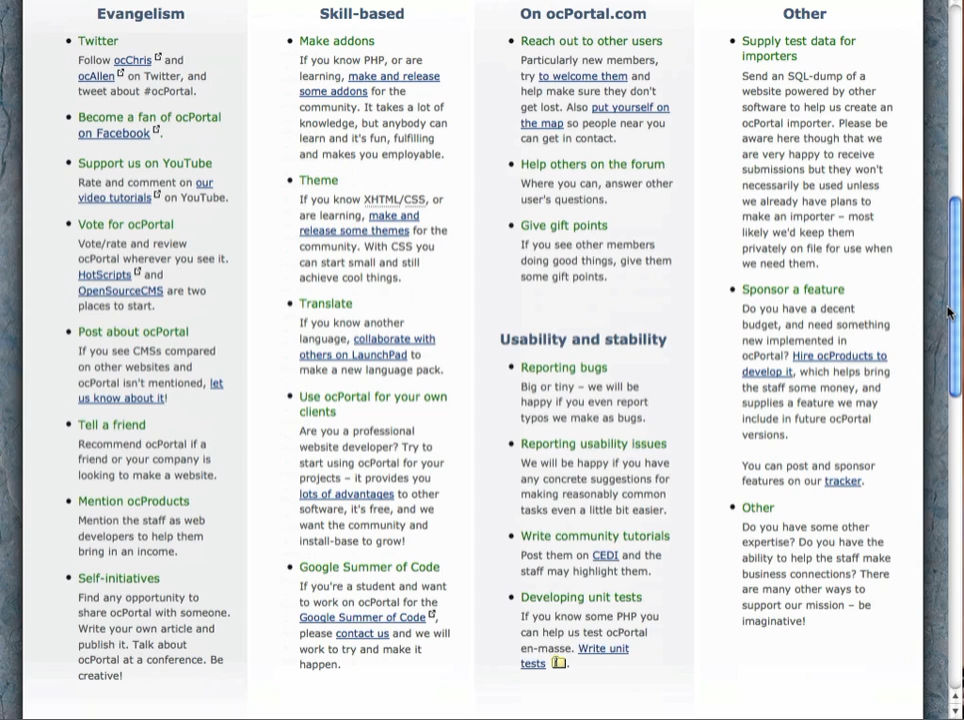 Evangelism
Twitter
Follow ocChris and
ocAllen on Twitter, and
tweet about #ocPortal.
Become a fan of ocPortal
on Facebook.
Support us on YouTube
Rate and comment on our
video tutorials on YouTube.
Vote for ocPortal
Vote/rate and review
ocPortal wherever you see it.
HotScripts and
OpenSourceCMS are two
places to start.
Post about ocPortal
If you see CMSs compared
on other websites and
ocPortal isn't mentioned, let
us know about it!
Tell a friend
Recommend ocPortal if a
friend or your company is
looking to make a website.
Mention ocProducts
Mention the staff as web
developers to help them
bring in an income.
Self-initiatives
Find any opportunity to
share ocPortal with someone.
Write your own article and
publish it. Talk about
ocPortal at a conference. Be
creative!
Skill-based
Make addons
If you know PHP, or are
learning, make and release
some addons for the
community. It takes a lot of
knowledge, but anybody can
learn and it's fun, fulfilling
and makes you employable.
Theme
If you know XHTML/CSS, or
are learning, make and
release some themes for the
community. With CSS you
can start small and still
achieve cool things.
Translate
If you know another
language, collaborate with
others on LaunchPad to
make a new language pack.
Use ocPortal for your own
clients
Are you a professional
website developer? Try to
start using ocPortal for your
projects – it provides you
lots of advantages to other
software, it's free, and we
want the community and
install-base to grow!
Google Summer of Code
If you're a student and want
to work on ocPortal for the
Google Summer of Code,
please contact us and we will
work to try and make it
happen.
On ocPortal.com
Reach out to other users
Particularly new members,
try to welcome them and
help make sure they don't
get lost. Also put yourself on
the map so people near you
can get in contact.
Help others on the forum
Where you can, answer other
user's questions.
Give gift points
If you see other members
doing good things, give them
some gift points.
Usability and stability
Reporting bugs
Big or tiny – we will be
happy if you even report
typos we make as bugs.
Reporting usability issues
We will be happy if you have
any concrete suggestions for
making reasonably common
tasks even a little bit easier.
Write community tutorials
Post them on CEDI and the
staff may highlight them.
Developing unit tests
If you know some PHP you
can help us test ocPortal
en-masse. Write unit
tests.
Other
Supply test data for
importers
Send an SQL-dump of a
website powered by other
software to help us create an
ocPortal importer. Please be
aware here though that we
are very happy to receive
submissions but they won't
necessarily be used unless
we already have plans to
make an importer – most
likely we'd keep them
privately on file for use when
we need them.
Sponsor a feature
Do you have a decent
budget, and need something
new implemented in
ocPortal? Hire ocProducts to
develop it, which helps bring
the staff some money, and
supplies a feature we may
include in future ocPortal
versions.
You can post and sponsor
features on our tracker.
Other
Do you have some other
expertise? Do you have the
ability to help the staff make
business connections? There
are many other ways to
support our mission – be
imaginative!